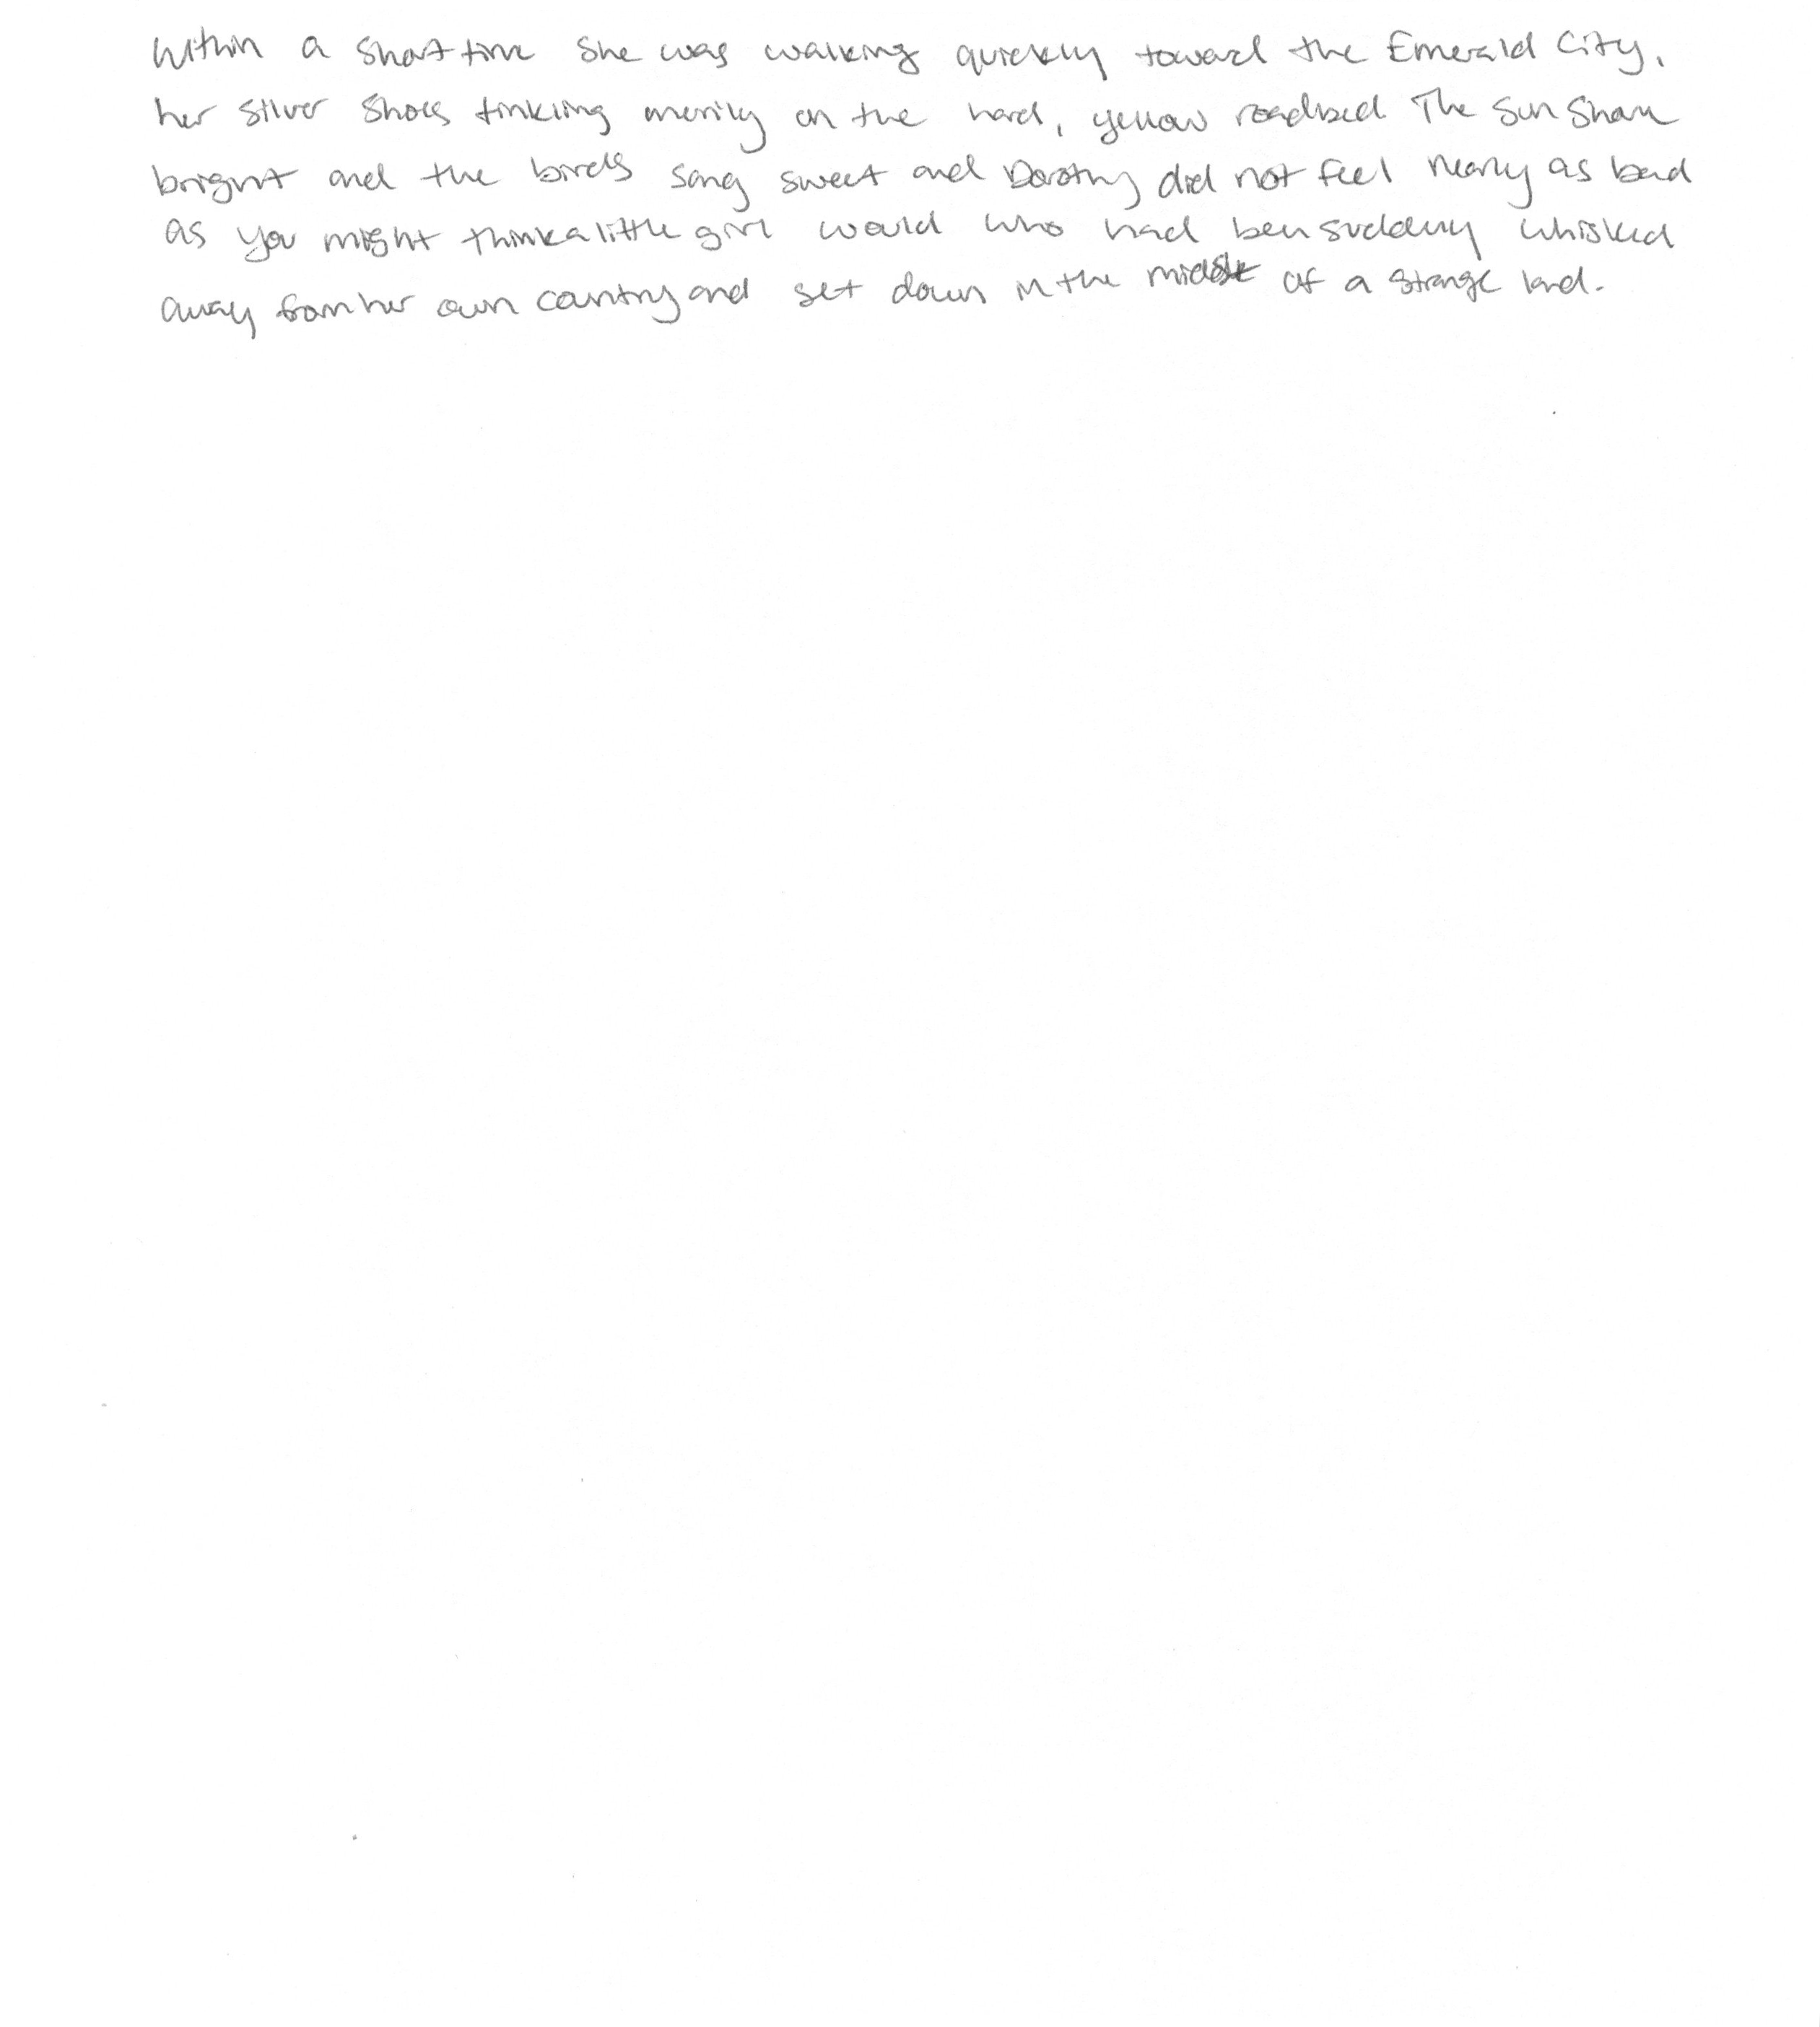 Within a short time she was walking quickly toward the Emerald City,
her silver shoes tinkling merrily on the hard, yellow roadbed. The sun shone
bright and the birds sang sweet and Dorothy did not feel nearly as bad
as you might think a little girl would who had been suddenly whisked
away from her own country and set down in the midst of a strange land.